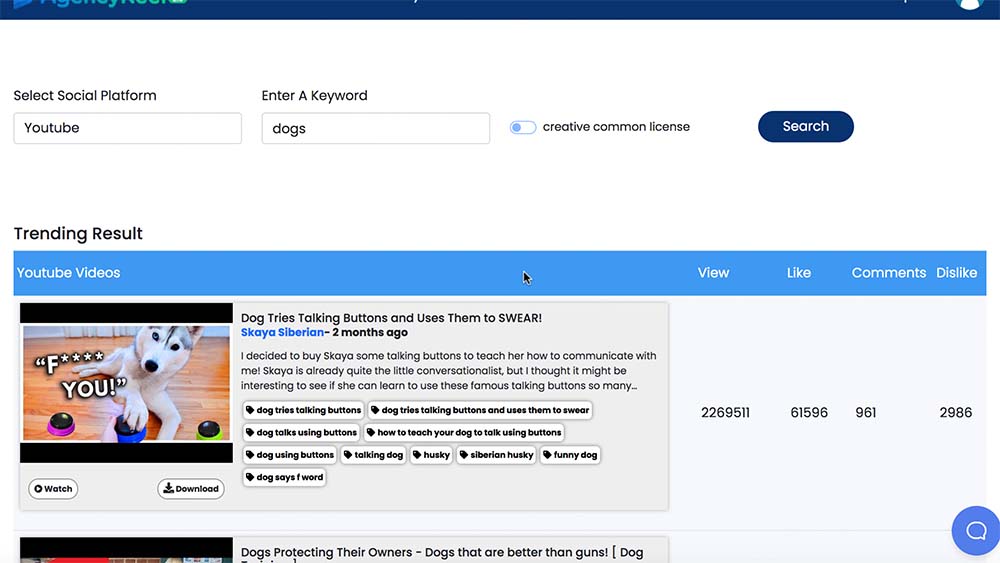 Select Social Platform
Enter A Keyword
Youtube
dogs
creative common license
Search
Trending Result
Youtube Videos
View
Like
Comments
Dislike
Dog Tries Talking Buttons and Uses Them to SWEAR!
Skaya Siberian- 2 months ago
I decided to buy Skaya some talking buttons to teach her how to communicate with
me! Skaya is already quite the little conversationalist, but I thought it might be
interesting to see if she can learn to use these famous talking buttons so many...
“F****
YOU!”
dog tries talking buttons
dog tries talking buttons and uses them to swear
dog talks using buttons
how to teach your dog to talk using buttons
dog using buttons
talking dog
husky
siberian husky
funny dog
dog says f word
Watch
Download
2269511
61596
961
2986
Dogs Protecting Their Owners - Dogs that are better than guns! [ Dog